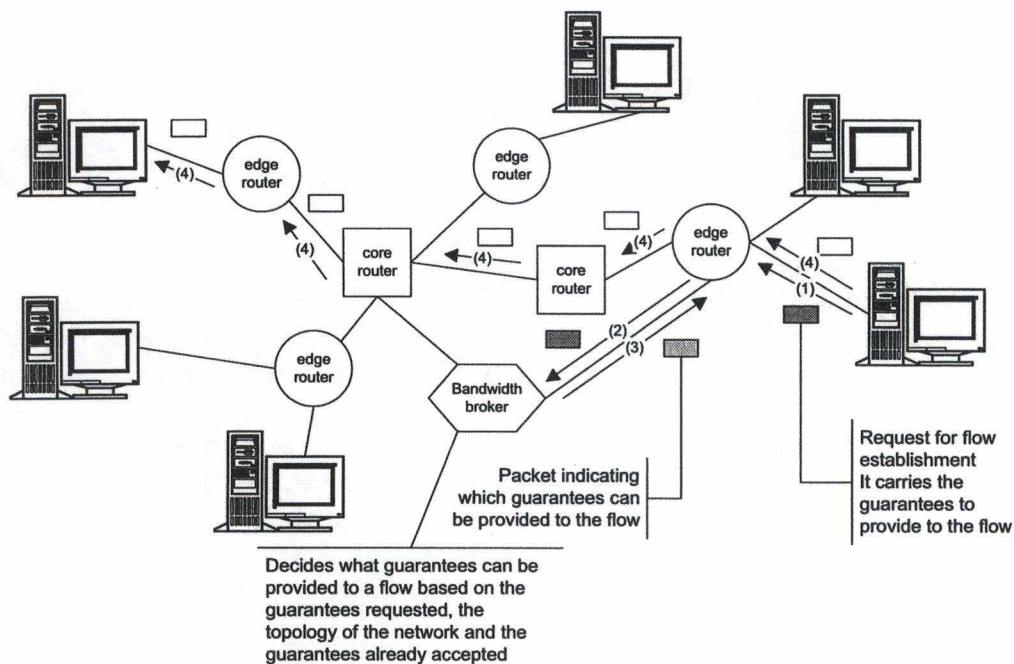 edge
router
(4)
edge
router
(4)
core
router
(4)
(4)
core
router
edge
router
(4)
(1)
edge
router
(2)
(3)
Bandwidth
broker
Packet indicating
which guarantees can
be provided to the flow
Request for flow
establishment
It carries the
guarantees to
provide to the flow
Decides what guarantees can be
provided to a flow based on the
guarantees requested, the
topology of the network and the
guarantees already accepted